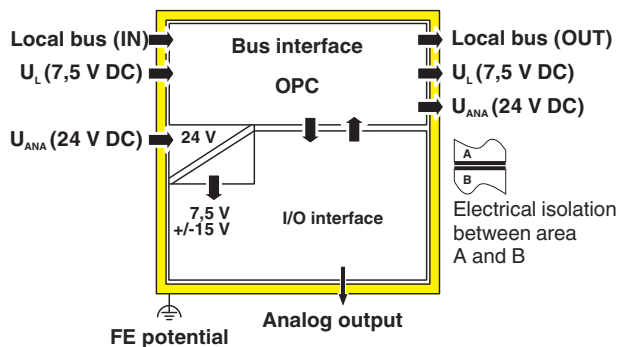 Local bus (IN)
Bus interface
Local bus (OUT)
UL (7,5 V DC)
OPC
UL (7,5 V DC)
UANA (24 V DC)
UANA (24 V DC)
24 V
A
B
7,5 V
+/-15 V
I/O interface
Electrical isolation
between area
A and B
Analog output
FE potential